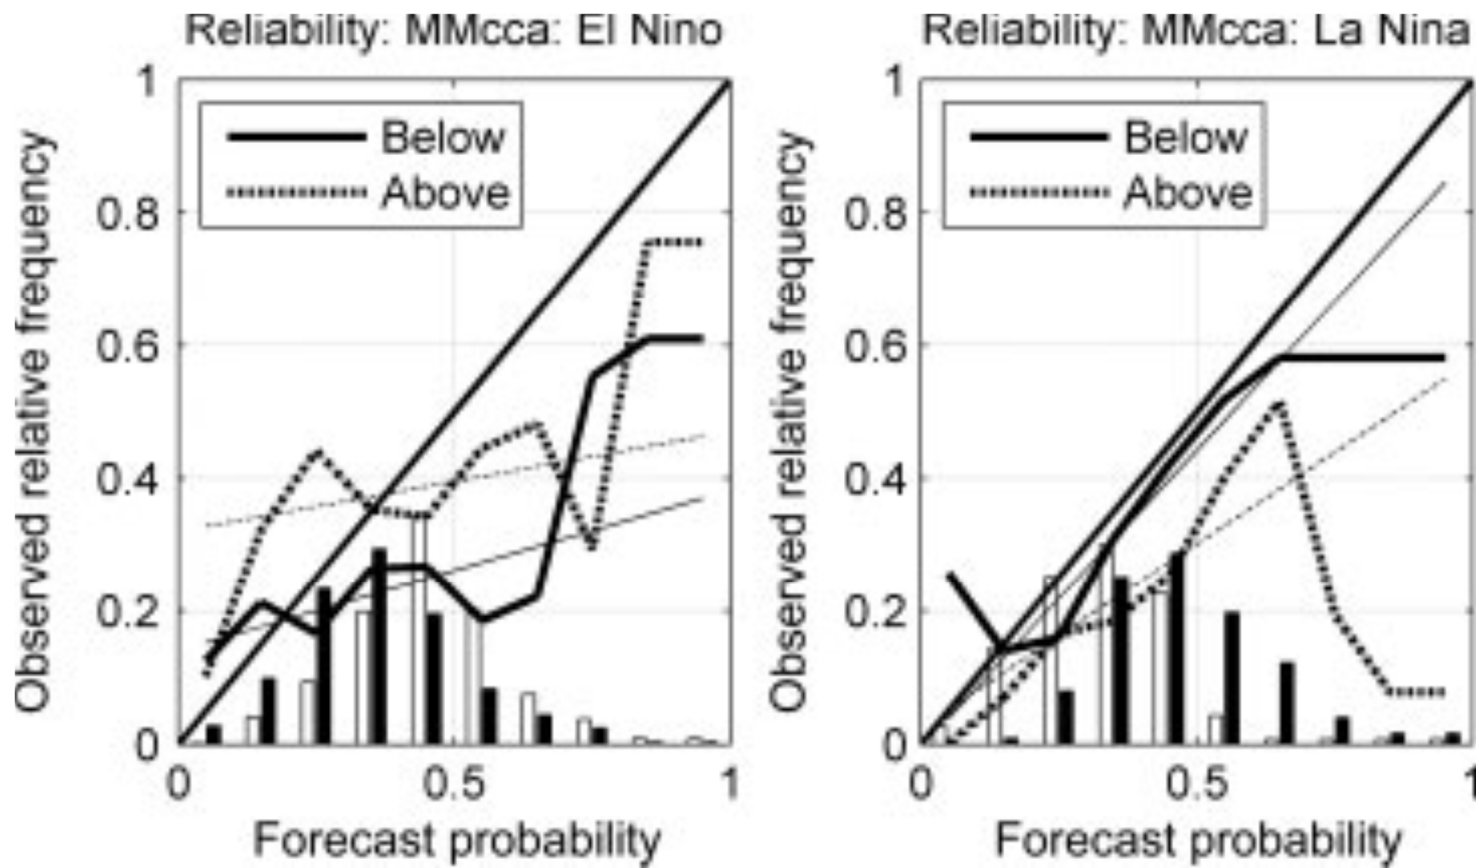 Reliability: MMcca: El Nino
1
0.8
0.6
0.4
0.2
0
0
0.5
1
Observed relative frequency
Forecast probability
Below
Above
Reliability: MMcca: La Nina
1
0.8
0.6
0.4
0.2
0
0
0.5
1
Observed relative frequency
Forecast probability
Below
Above